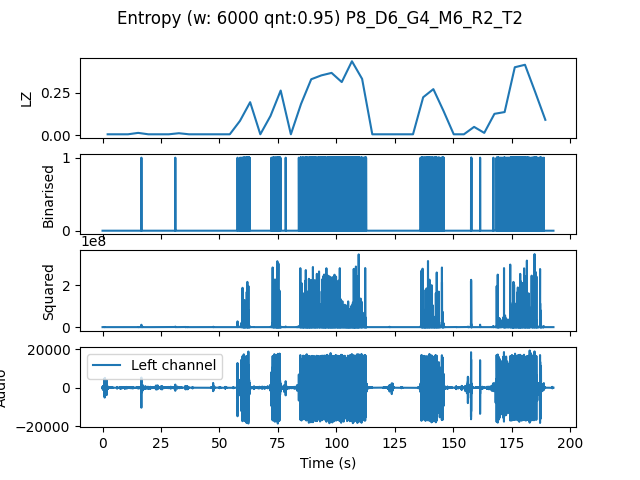 Entropy (w: 6000 qnt:0.95) P8_D6_G4_M6_R2_T2
LZ
0.25
0.00
Binarised
1
0
1e8
Squared
2
0
Audio
20000
0
−20000
Left channel
0 25 50 75 100 125 150 175 200
Time (s)